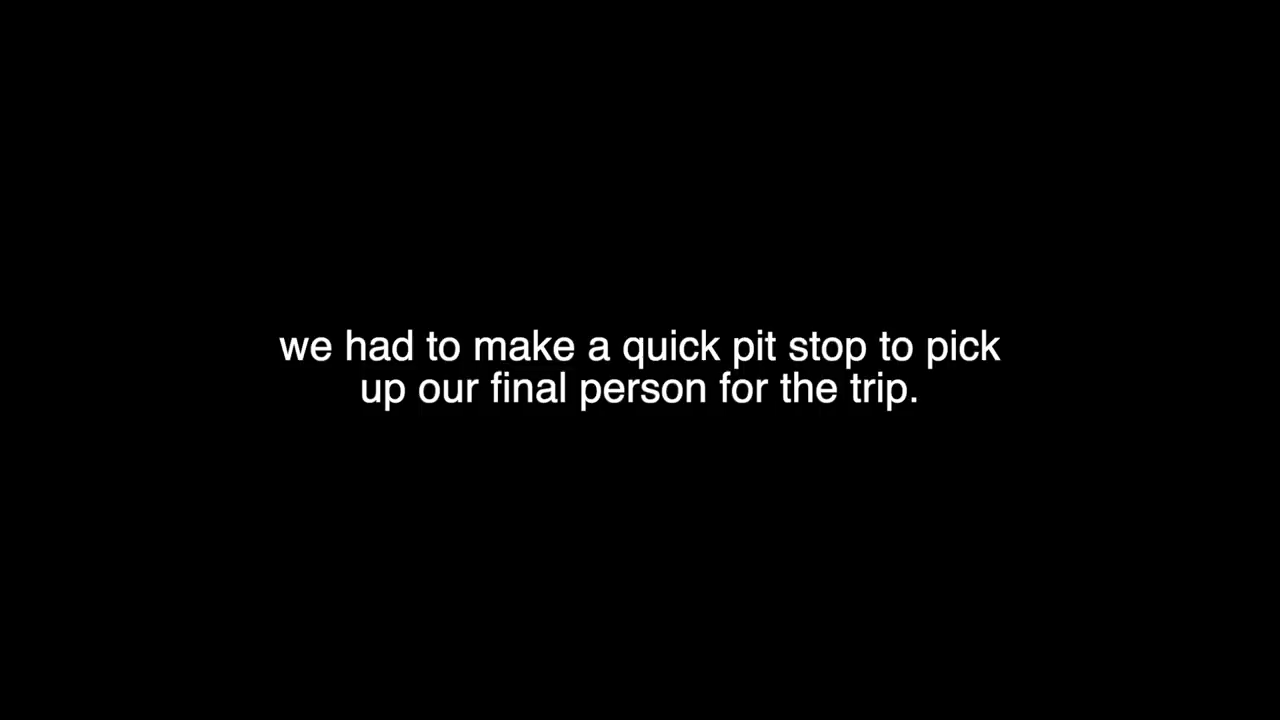 we had to make a quick pit stop to pick
up our final person for the trip.